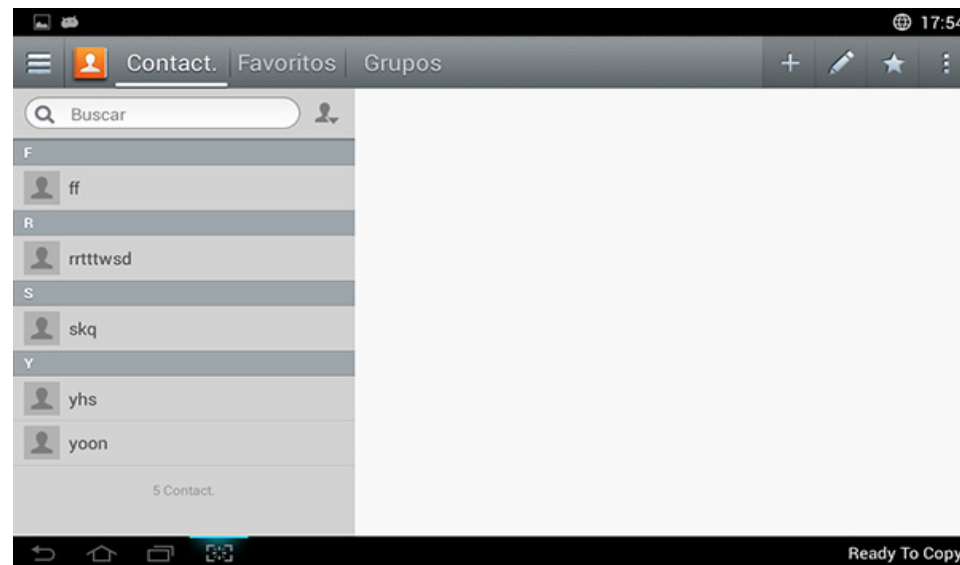 17:54
Contact. Favoritos Grupos
Buscar
F
ff
R
rrtttwsd
S
skq
Y
yhs
yoon
5 Contact.
Ready To Copy